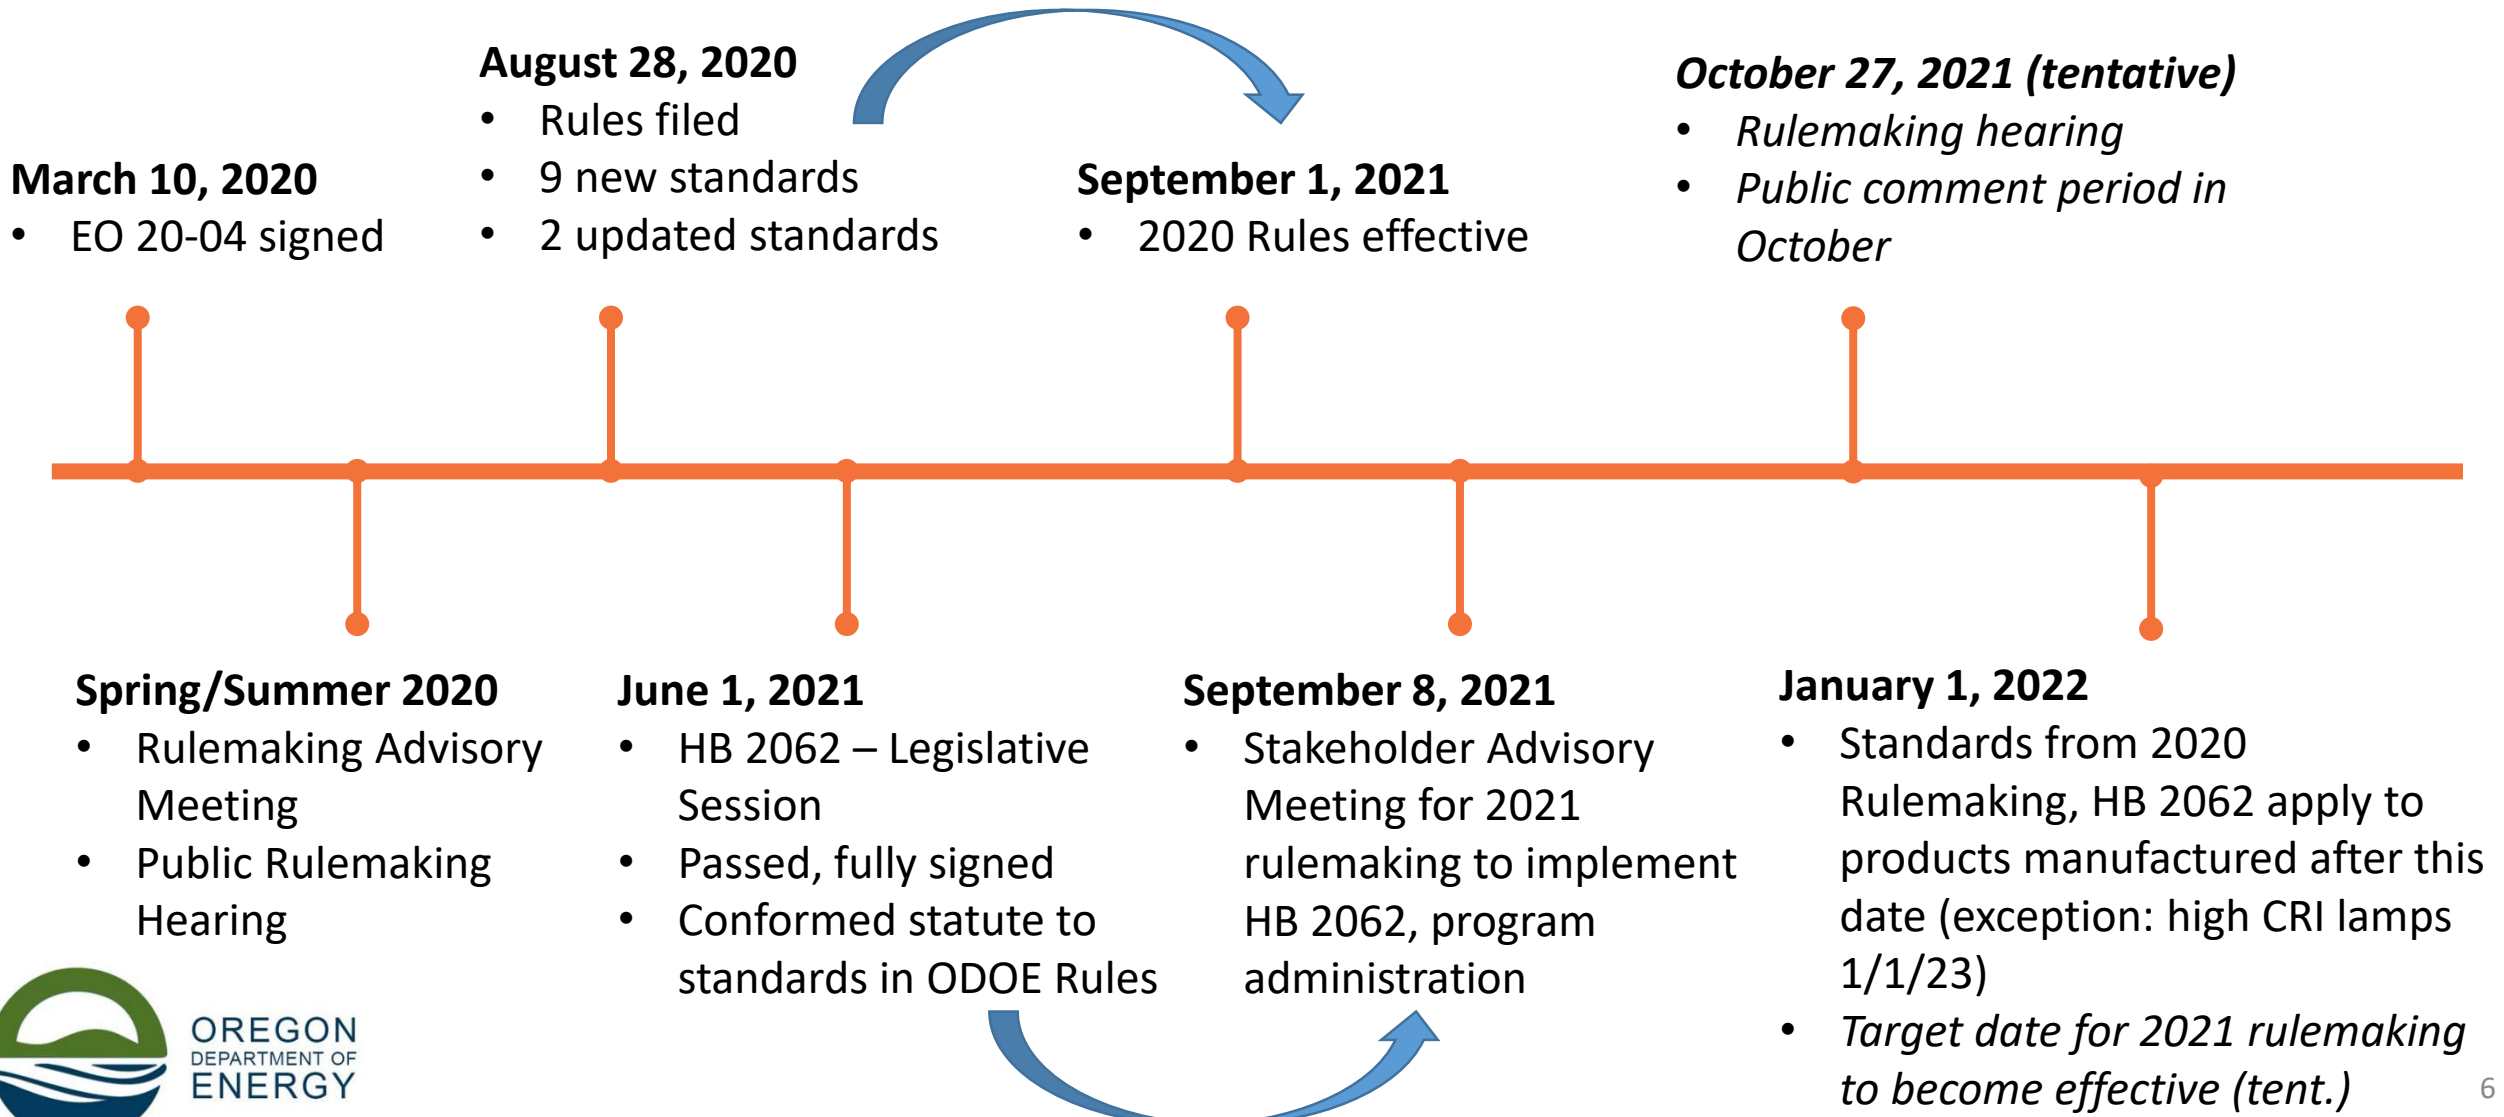 March 10, 2020
• EO 20-04 signed
August 28, 2020
• Rules filed
• 9 new standards
• 2 updated standards
September 1, 2021
• 2020 Rules effective
October 27, 2021 (tentative)
• Rulemaking hearing
• Public comment period in
October
Spring/Summer 2020
• Rulemaking Advisory
Meeting
• Public Rulemaking
Hearing
June 1, 2021
• HB 2062 – Legislative
Session
• Passed, fully signed
• Conformed statute to
standards in ODOE Rules
September 8, 2021
• Stakeholder Advisory
Meeting for 2021
rulemaking to implement
HB 2062, program
administration
January 1, 2022
• Standards from 2020
Rulemaking, HB 2062 apply to
products manufactured after this
date (exception: high CRI lamps
1/1/23)
• Target date for 2021 rulemaking
to become effective (tent.)
OREGON
DEPARTMENT OF
ENERGY
6